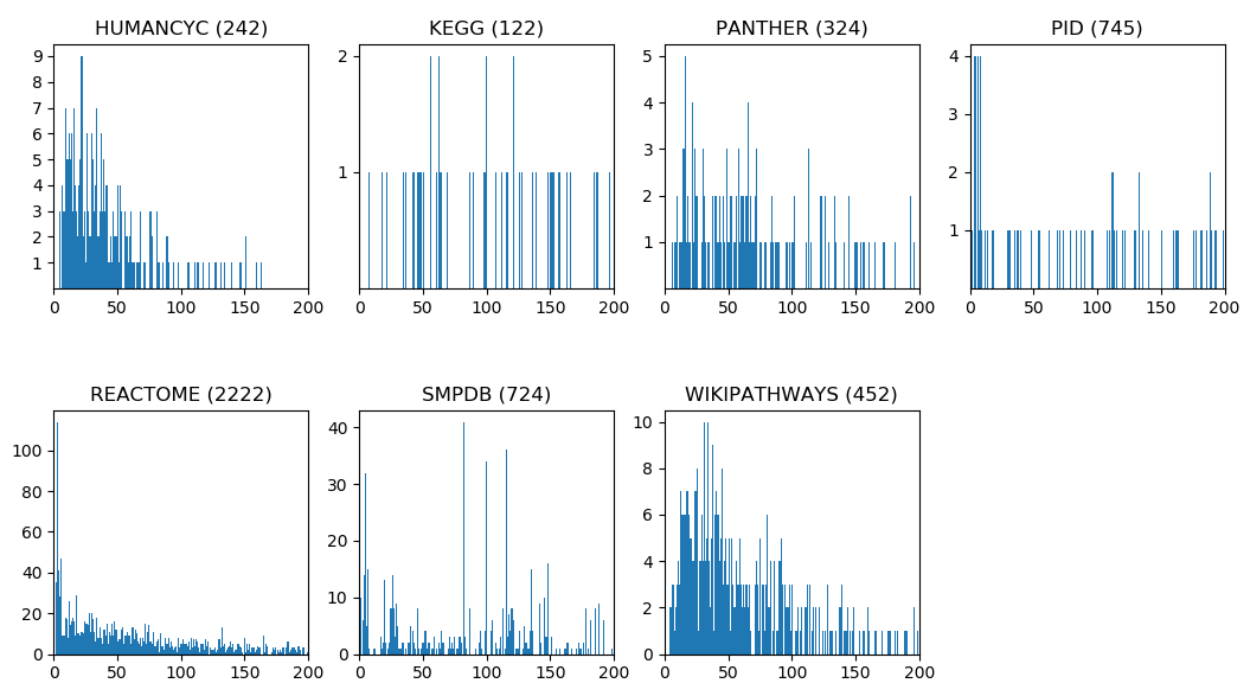 HUMANCYC (242)
9
8
7
6
5
4
3
2
1
0 50 100 150 200
KEGG (122)
2
1
0 50 100 150 200
PANTHER (324)
5
4
3
2
1
0 50 100 150 200
PID (745)
4
3
2
1
0 50 100 150 200
REACTOME (2222)
100
80
60
40
20
0
0 50 100 150 200
SMPDB (724)
40
30
20
10
0
0 50 100 150 200
WIKIPATHWAYS (452)
10
8
6
4
2
0
0 50 100 150 200